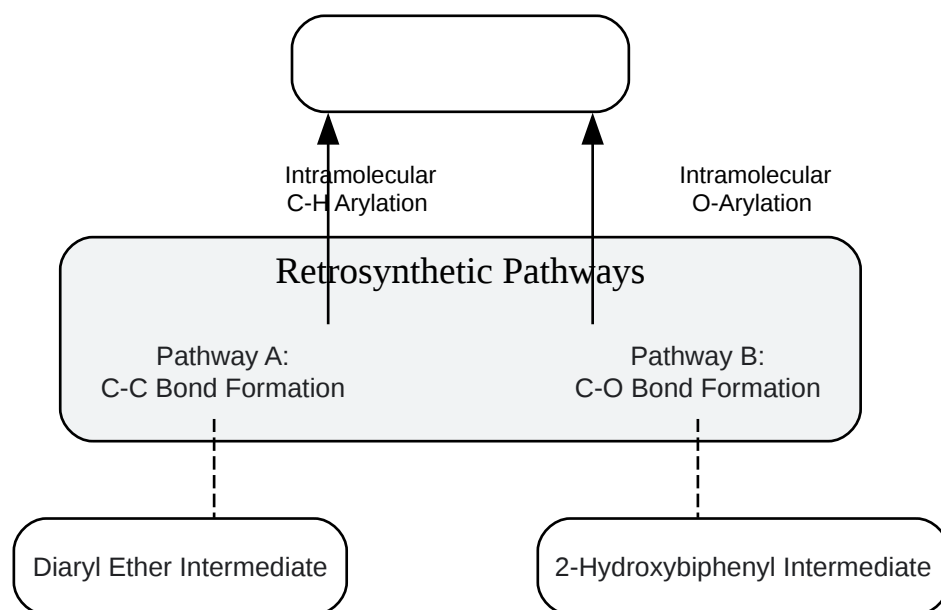 Intramolecular
C-H Arylation
Intramolecular
O-Arylation
Retrosynthetic Pathways
Pathway A:
C-C Bond Formation
Pathway B:
C-O Bond Formation
Diaryl Ether Intermediate
2-Hydroxybiphenyl Intermediate